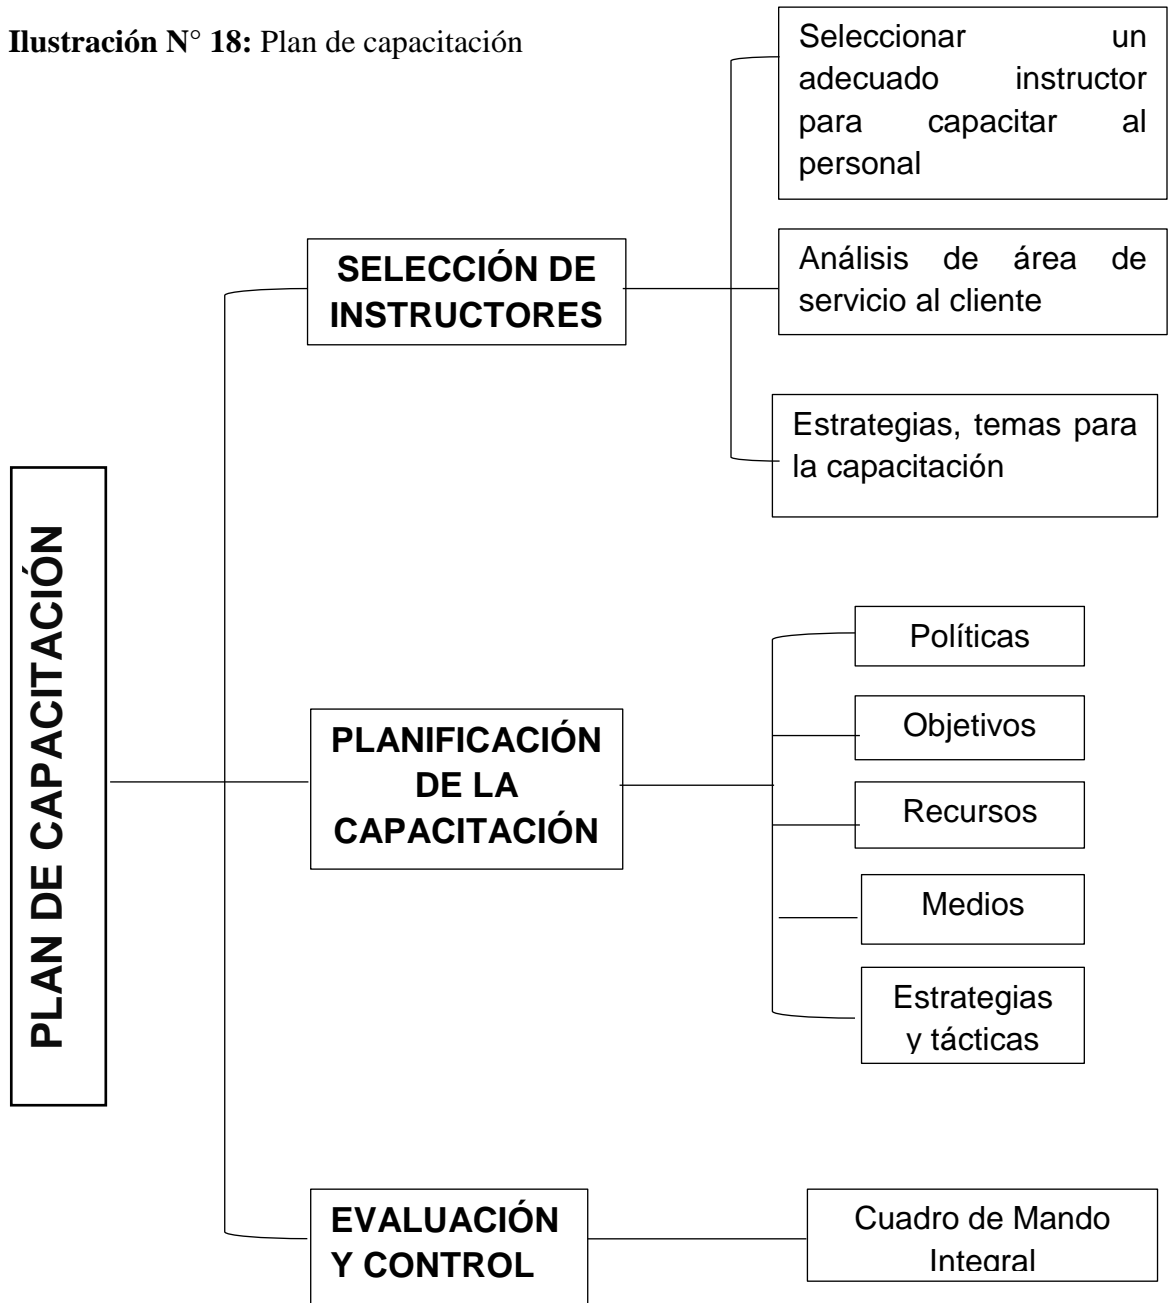 Ilustración N° 18: Plan de capacitación
PLAN DE CAPACITACIÓN
SELECCIÓN DE
INSTRUCTORES
Seleccionar un
adecuado instructor
para capacitar al
personal
Análisis de área de
servicio al cliente
Estrategias, temas para
la capacitación
PLANIFICACIÓN
DE LA
CAPACITACIÓN
Políticas
Objetivos
Recursos
Medios
Estrategias
y tácticas
EVALUACIÓN
Y CONTROL
Cuadro de Mando
Integral